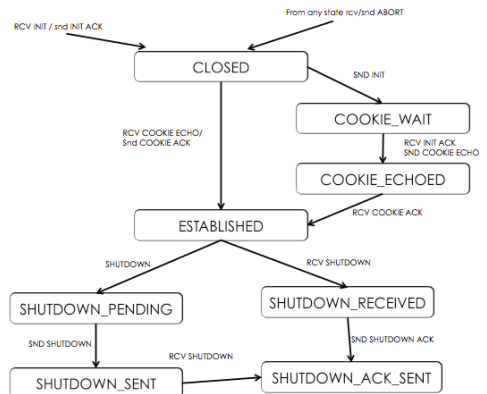 From any state rcv/snd ABORT
RCV INIT / snd INIT ACK
CLOSED
SND INIT
COOKIE_WAIT
RCV COOKIE ECHO/
Snd COOKIE ACK
RCV INIT ACK
SND COOKIE ECHO
COOKIE_ECHOED
RCV COOKIE ACK
ESTABLISHED
SHUTDOWN
RCV SHUTDOWN
SHUTDOWN_PENDING
SHUTDOWN_RECEIVED
SND SHUTDOWN
SND SHUTDOWN ACK
RCV SHUTDOWN
SHUTDOWN_SENT
SHUTDOWN_ACK_SENT